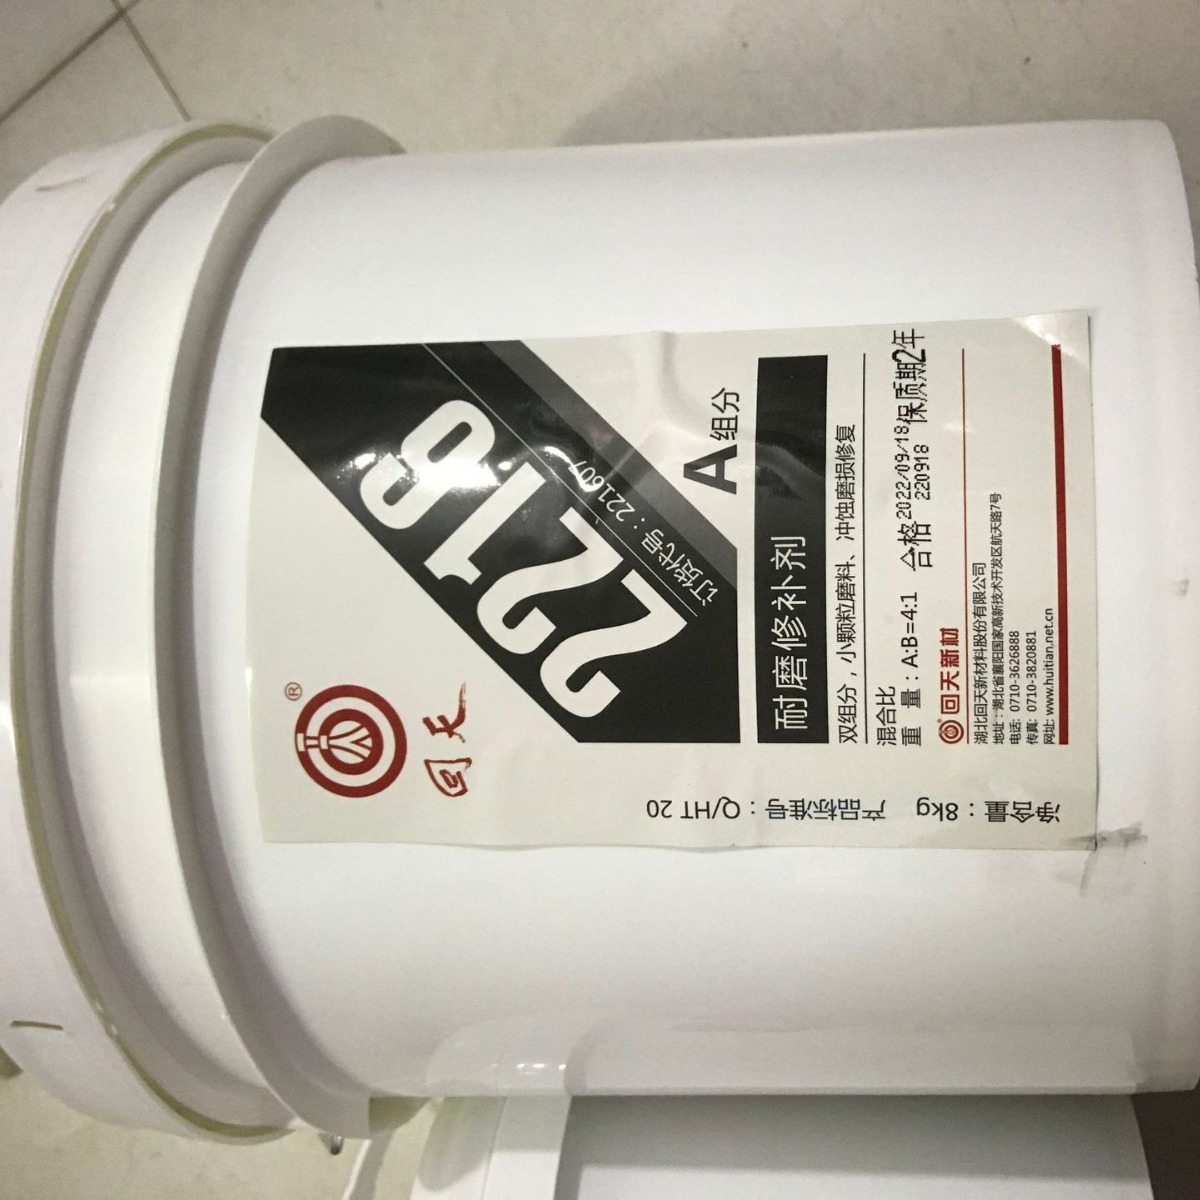 ®
回天
2216
订货代号：221607
A组分
耐磨修补剂
双组分，小颗粒磨料、冲蚀磨损修复
混合比
重 量：A:B=4:1
合格 2022/09/18 保质期2年
220918
回天新材
湖北回天新材料股份有限公司
地址：湖北省襄阳国家高新技术开发区航天路7号
电话: 0710-3626888
传真: 0710-3820881
网址: www.huitian.net.cn
净含量：8kg 产品标准号：Q/HT 20